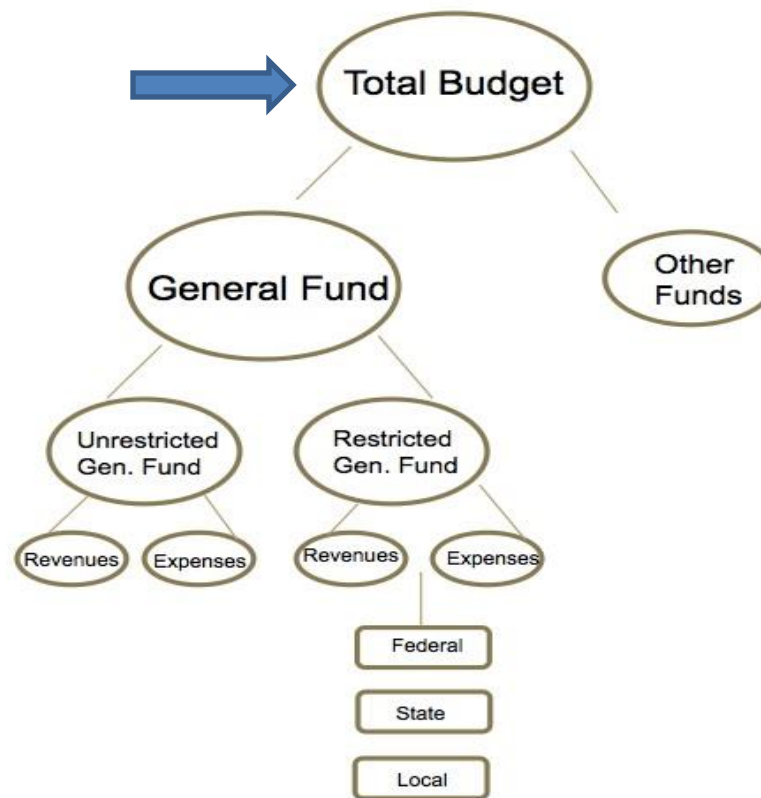 Total Budget
General Fund
Other
Funds
Unrestricted
Gen. Fund
Restricted
Gen. Fund
Revenues
Expenses
Revenues
Expenses
Federal
State
Local